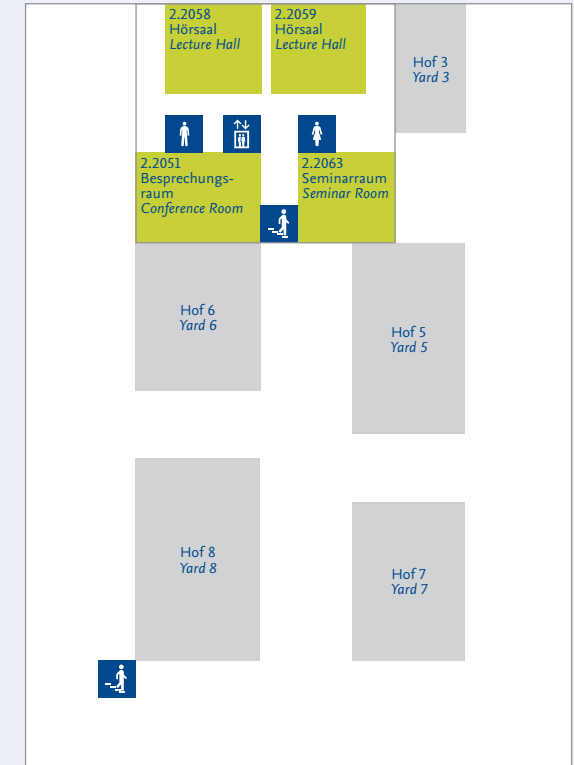 2.2058
Hörsaal
Lecture Hall
2.2059
Hörsaal
Lecture Hall
Hof 3
Yard 3
2.2051
Besprechungs-
raum
Conference Room
2.2063
Seminarraum
Seminar Room
Hof 6
Yard 6
Hof 5
Yard 5
Hof 8
Yard 8
Hof 7
Yard 7